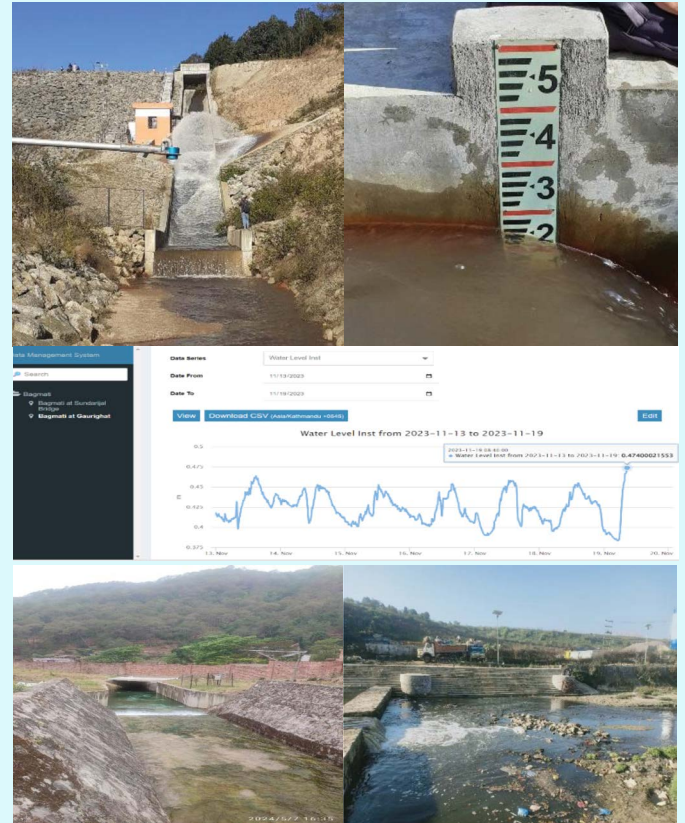 5
4
3
2
Data Management System
Search
Bagmati
Bagmati at Sundarijal
Bridge
Bagmati at Gaurighat
Data Series
Water Level Inst
Date From
11/13/2023
Date To
11/19/2023
View
Download CSV (Asia/Kathmandu +0545)
Edit
Water Level Inst from 2023-11-13 to 2023-11-19
Water Level Inst from 2023-11-13 to 2023-11-19: 0.47400021553
0.5
0.475
0.45
0.425
0.4
0.375
m
13. Nov
14. Nov
15. Nov
16. Nov
17. Nov
18. Nov
19. Nov
20. Nov
2024/5/7 16:35